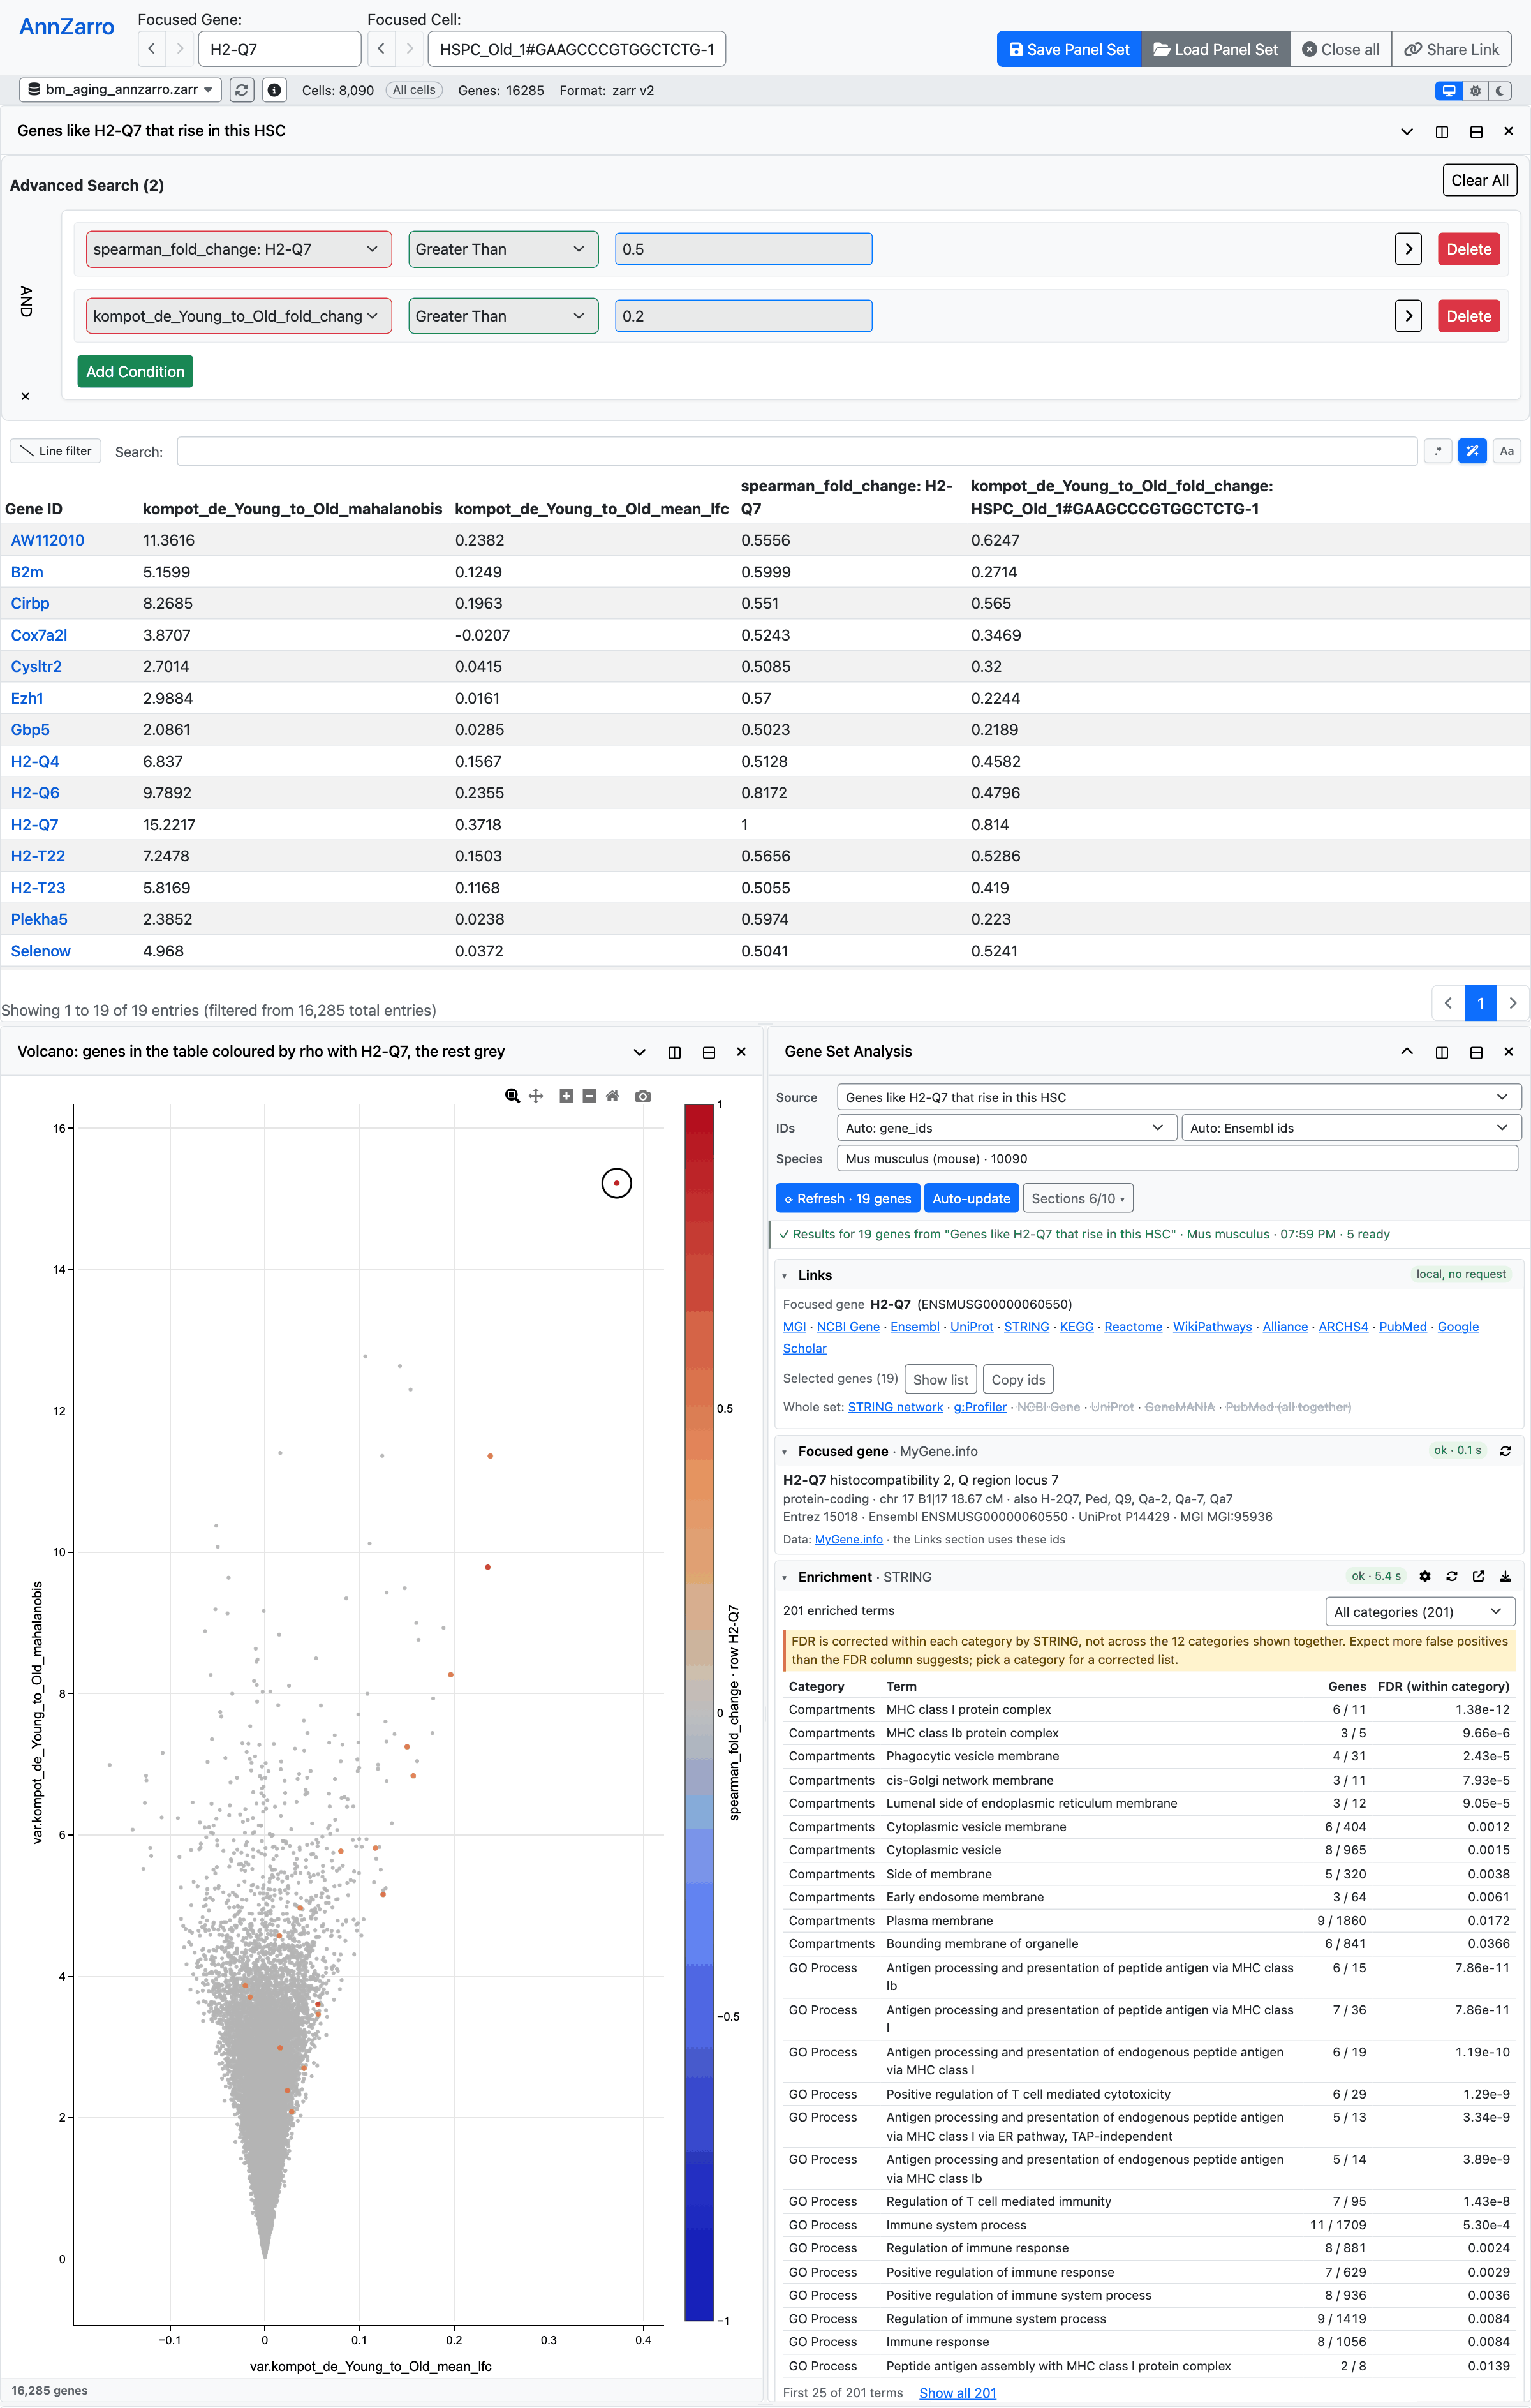 AnnZarro
Focused Gene:
Focused Cell:
H2-Q7
HSPC_Old_1#GAAGCCCGTGGCTCTG-1
Save Panel Set
Load Panel Set
Close all
Share Link
bm_aging_annzarro.zarr
Cells: 8,090
All cells
Genes: 16285
Format: zarr v2
Genes like H2-Q7 that rise in this HSC
Advanced Search (2)
Clear All
AND
spearman_fold_change: H2-Q7
Greater Than
0.5
Delete
kompot_de_Young_to_Old_fold_chang
Greater Than
0.2
Delete
Add Condition
Line filter
Search:
.*
Aa
Gene ID kompot_de_Young_to_Old_mahalanobis kompot_de_Young_to_Old_mean_lfc spearman_fold_change: H2-Q7 kompot_de_Young_to_Old_fold_change: HSPC_Old_1#GAAGCCCGTGGCTCTG-1
AW112010 11.3616 0.2382 0.5556 0.6247
B2m 5.1599 0.1249 0.5999 0.2714
Cirbp 8.2685 0.1963 0.551 0.565
Cox7a2l 3.8707 -0.0207 0.5243 0.3469
Cysltr2 2.7014 0.0415 0.5085 0.32
Ezh1 2.9884 0.0161 0.57 0.2244
Gbp5 2.0861 0.0285 0.5023 0.2189
H2-Q4 6.837 0.1567 0.5128 0.4582
H2-Q6 9.7892 0.2355 0.8172 0.4796
H2-Q7 15.2217 0.3718 1 0.814
H2-T22 7.2478 0.1503 0.5656 0.5286
H2-T23 5.8169 0.1168 0.5055 0.419
Plekha5 2.3852 0.0238 0.5974 0.223
Selenow 4.968 0.0372 0.5041 0.5241
Showing 1 to 19 of 19 entries (filtered from 16,285 total entries)
1
Volcano: genes in the table coloured by rho with H2-Q7, the rest grey
16
14
12
10
8
6
4
2
0
var.kompot_de_Young_to_Old_mahalanobis
−0.1 0 0.1 0.2 0.3 0.4
var.kompot_de_Young_to_Old_mean_lfc
1
0.5
0
−0.5
−1
spearman_fold_change · row H2-Q7
16,285 genes
Gene Set Analysis
Source
Genes like H2-Q7 that rise in this HSC
IDs
Auto: gene_ids
Auto: Ensembl ids
Species
Mus musculus (mouse) · 10090
Refresh · 19 genes
Auto-update
Sections 6/10
✓ Results for 19 genes from "Genes like H2-Q7 that rise in this HSC" · Mus musculus · 07:59 PM · 5 ready
Links
local, no request
Focused gene H2-Q7 (ENSMUSG00000060550)
MGI · NCBI Gene · Ensembl · UniProt · STRING · KEGG · Reactome · WikiPathways · Alliance · ARCHS4 · PubMed · Google
Scholar
Selected genes (19)
Show list
Copy ids
Whole set: STRING network · g:Profiler · NCBI Gene · UniProt · GeneMANIA · PubMed (all together)
Focused gene · MyGene.info
ok · 0.1 s
H2-Q7 histocompatibility 2, Q region locus 7
protein-coding · chr 17 B1|17 18.67 cM · also H-2Q7, Ped, Q9, Qa-2, Qa-7, Qa7
Entrez 15018 · Ensembl ENSMUSG00000060550 · UniProt P14429 · MGI MGI:95936
Data: MyGene.info · the Links section uses these ids
Enrichment · STRING
ok · 5.4 s
201 enriched terms
All categories (201)
FDR is corrected within each category by STRING, not across the 12 categories shown together. Expect more false positives
than the FDR column suggests; pick a category for a corrected list.
Category Term Genes FDR (within category)
Compartments MHC class I protein complex 6 / 11 1.38e-12
Compartments MHC class Ib protein complex 3 / 5 9.66e-6
Compartments Phagocytic vesicle membrane 4 / 31 2.43e-5
Compartments cis-Golgi network membrane 3 / 11 7.93e-5
Compartments Lumenal side of endoplasmic reticulum membrane 3 / 12 9.05e-5
Compartments Cytoplasmic vesicle membrane 6 / 404 0.0012
Compartments Cytoplasmic vesicle 8 / 965 0.0015
Compartments Side of membrane 5 / 320 0.0038
Compartments Early endosome membrane 3 / 64 0.0061
Compartments Plasma membrane 9 / 1860 0.0172
Compartments Bounding membrane of organelle 6 / 841 0.0366
GO Process Antigen processing and presentation of peptide antigen via MHC class Ib 6 / 15 7.86e-11
GO Process Antigen processing and presentation of peptide antigen via MHC class I 7 / 36 7.86e-11
GO Process Antigen processing and presentation of endogenous peptide antigen via MHC class I 6 / 19 1.19e-10
GO Process Positive regulation of T cell mediated cytotoxicity 6 / 29 1.29e-9
GO Process Antigen processing and presentation of endogenous peptide antigen via MHC class I via ER pathway, TAP-independent 5 / 13 3.34e-9
GO Process Antigen processing and presentation of endogenous peptide antigen via MHC class Ib 5 / 14 3.89e-9
GO Process Regulation of T cell mediated immunity 7 / 95 1.43e-8
GO Process Immune system process 11 / 1709 5.30e-4
GO Process Regulation of immune response 8 / 881 0.0024
GO Process Positive regulation of immune response 7 / 629 0.0029
GO Process Positive regulation of immune system process 8 / 936 0.0036
GO Process Regulation of immune system process 9 / 1419 0.0084
GO Process Immune response 8 / 1056 0.0084
GO Process Peptide antigen assembly with MHC class I protein complex 2 / 8 0.0139
First 25 of 201 terms Show all 201